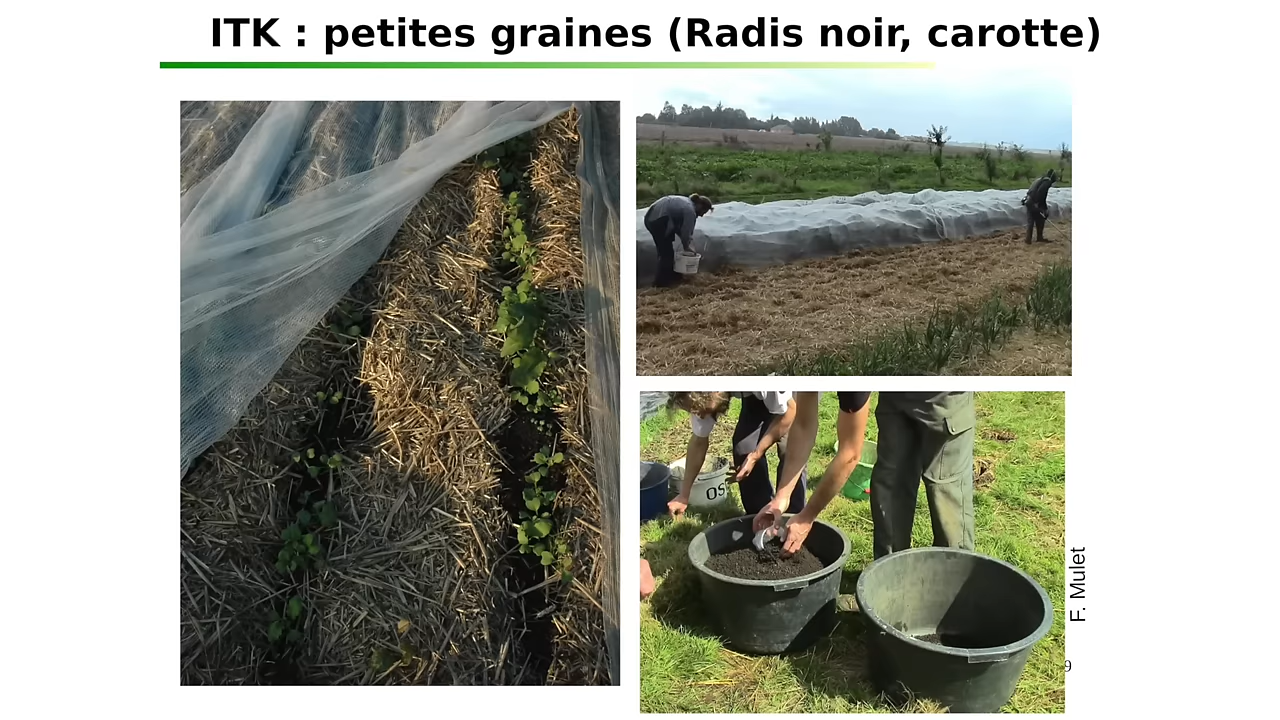 ITK : petites graines (Radis noir, carotte)
OS
F. Mulet
9